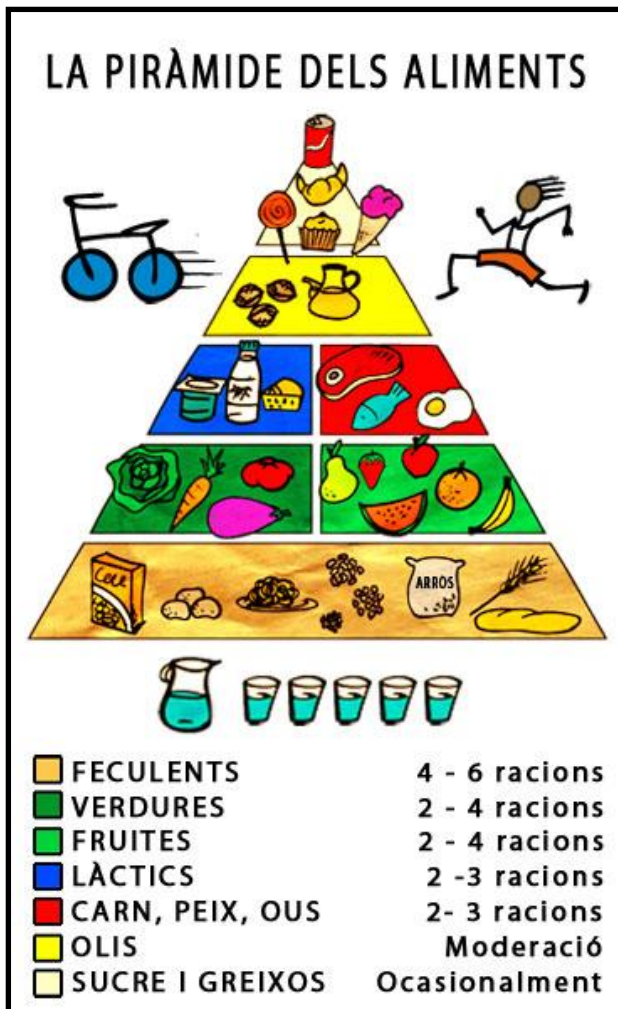 LA PIRÀMIDE DELS ALIMENTS
Cere
ARROS
FECULENTS 4 - 6 racions
VERDURES 2 - 4 racions
FRUITES 2 - 4 racions
LÀCTICS 2 -3 racions
CARN, PEIX, OUS 2- 3 racions
OLIS Moderació
SUCRE I GREIXOS Ocasionalment